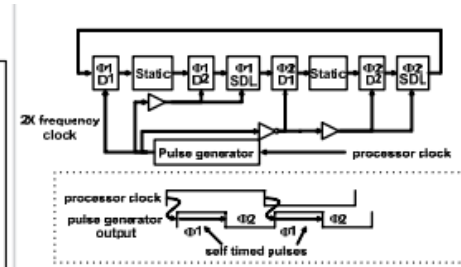 Φ1 Φ1 Φ1 Φ2 Φ2 Φ2
D1 Static D2 SDL D1 Static D2 SDL
2X frequency
clock
Pulse generator
processor clock
processor clock
pulse generator
output
Φ2 Φ2
Φ1 Φ1
self timed pulses